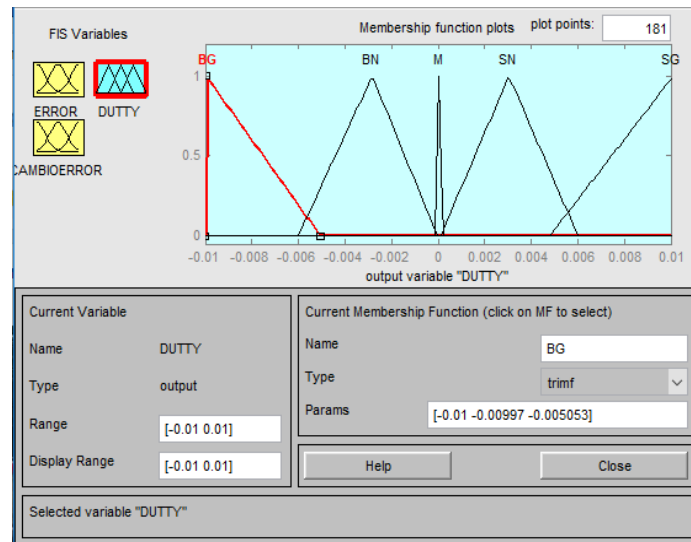 FIS Variables
Membership function plots plot points: 181
BG BN M SN SG
1
ERROR DUTTY
0.5
CAMBIOERROR
0
-0.01 -0.008 -0.006 -0.004 -0.002 0 0.002 0.004 0.006 0.008 0.01
output variable "DUTTY"
Current Variable
Name DUTTY
Type output
Range [-0.01 0.01]
Display Range [-0.01 0.01]
Current Membership Function (click on MF to select)
Name BG
Type trimf
Params [-0.01 -0.00997 -0.005053]
Help Close
Selected variable "DUTTY"